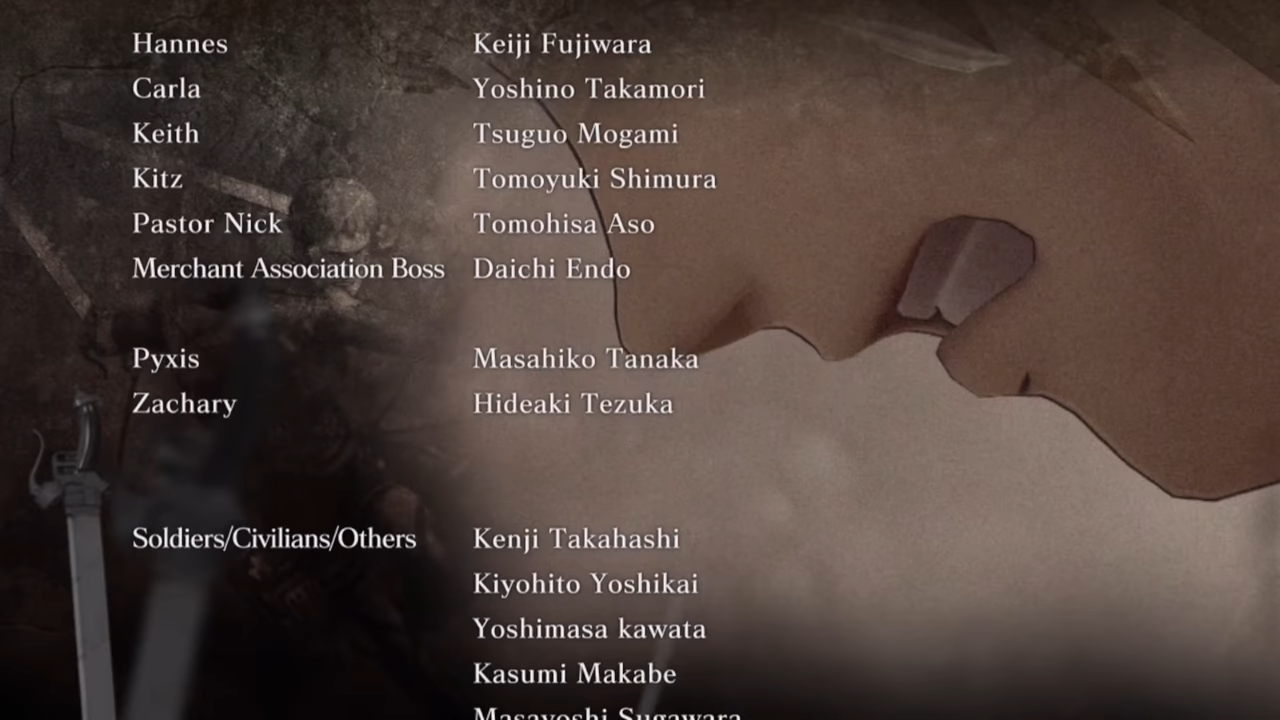 Hannes Keiji Fujiwara
Carla Yoshino Takamori
Keith Tsuguo Mogami
Kitz Tomoyuki Shimura
Pastor Nick Tomohisa Aso
Merchant Association Boss Daichi Endo
Pyxis Masahiko Tanaka
Zachary Hideaki Tezuka
Soldiers/Civilians/Others Kenji Takahashi
Kiyohito Yoshikai
Yoshimasa kawata
Kasumi Makabe
Masayoshi Sugawara